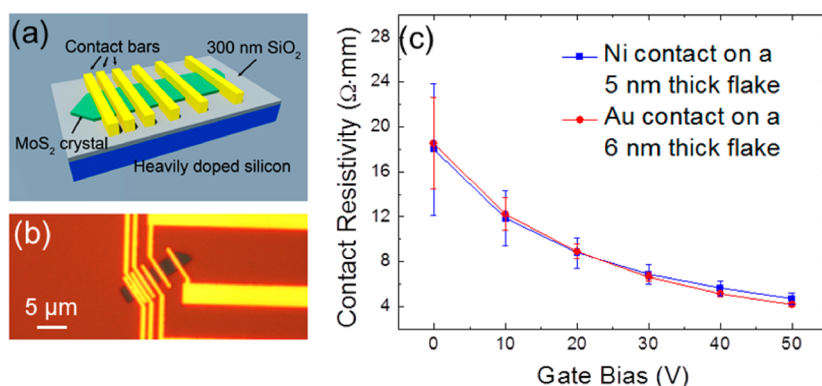 (a)
Contact bars
300 nm SiO₂
MoS₂ crystal
Heavily doped silicon
(b)
5 μm
(c)
Ni contact on a
5 nm thick flake
Au contact on a
6 nm thick flake
Contact Resistivity (Ω·mm)
28
24
20
16
12
8
4
0
10
20
30
40
50
Gate Bias (V)